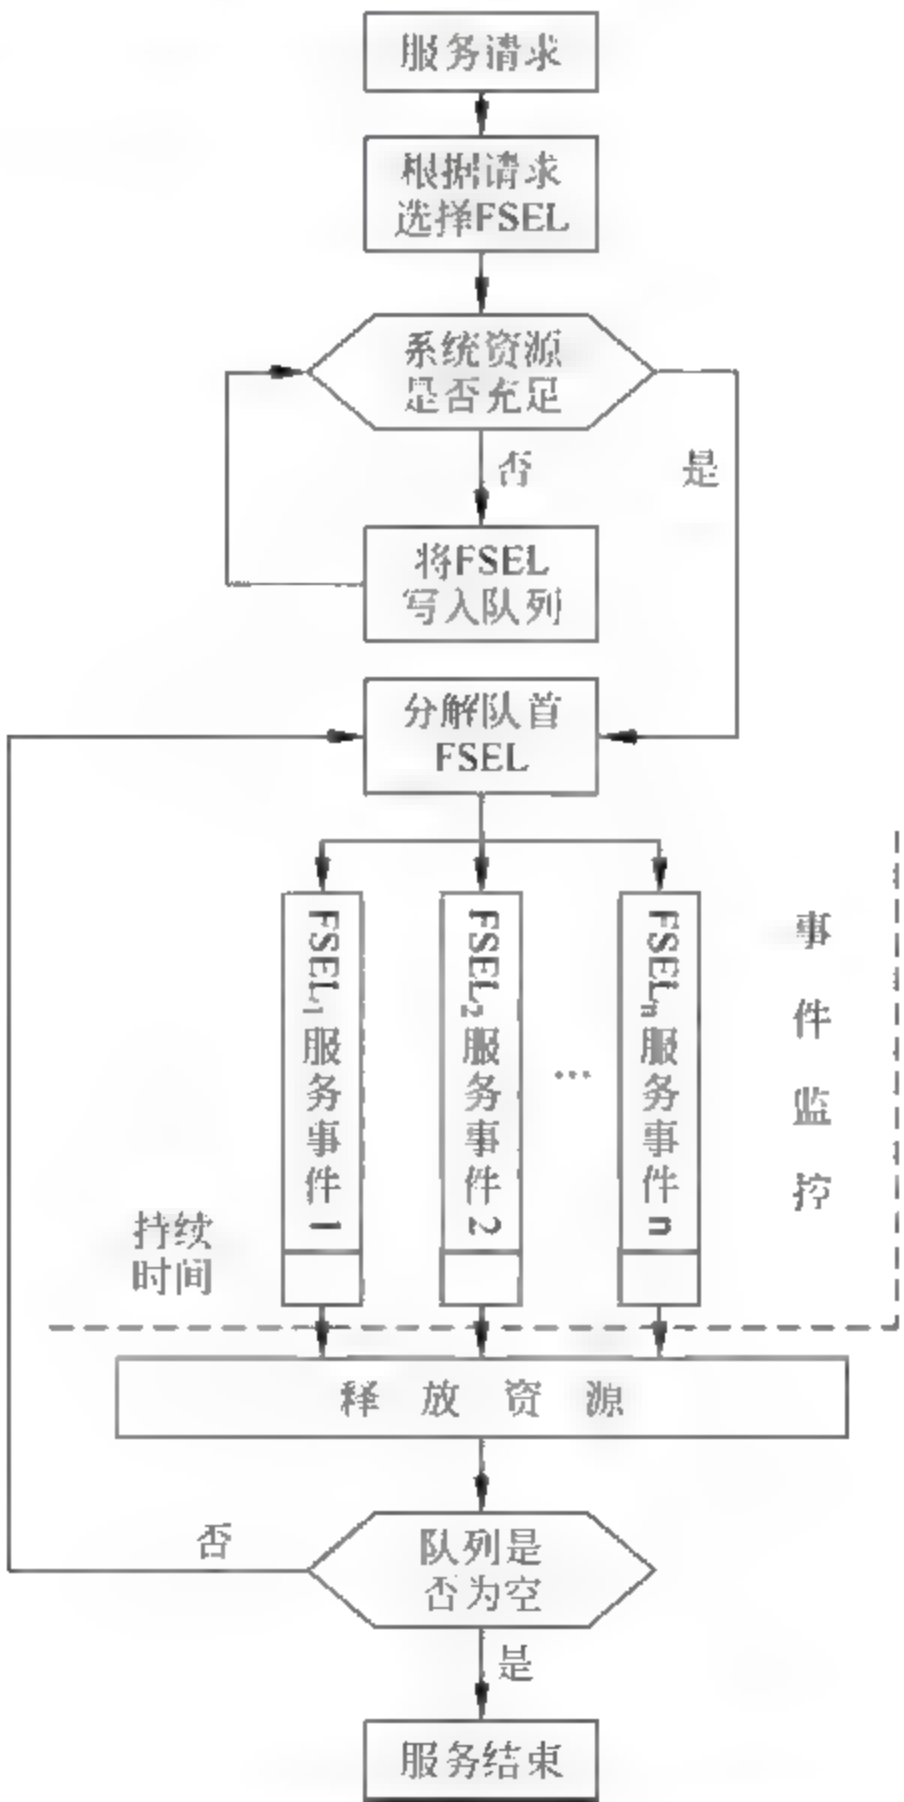 服务请求
根据请求
选择FSEL
系统资源
是否充足
否
是
将FSEL
写入队列
分解队首
FSEL
FSEL₁服务事件1
FSEL₂服务事件2
…
FSELₙ服务事件n
事件监控
持续
时间
释放资源
队列是
否为空
否
是
服务结束